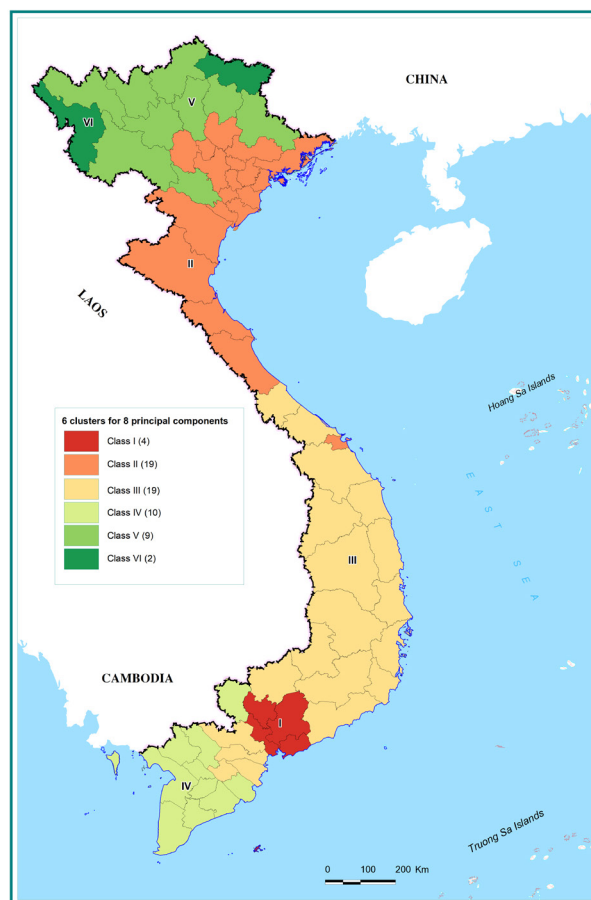 CHINA
V
VI
II
LAOS
Hoang Sa Islands
6 clusters for 8 principal components
Class I (4)
Class II (19)
Class III (19)
Class IV (10)
Class V (9)
Class VI (2)
EAST SEA
III
CAMBODIA
I
IV
Truong Sa Islands
0 100 200 Km